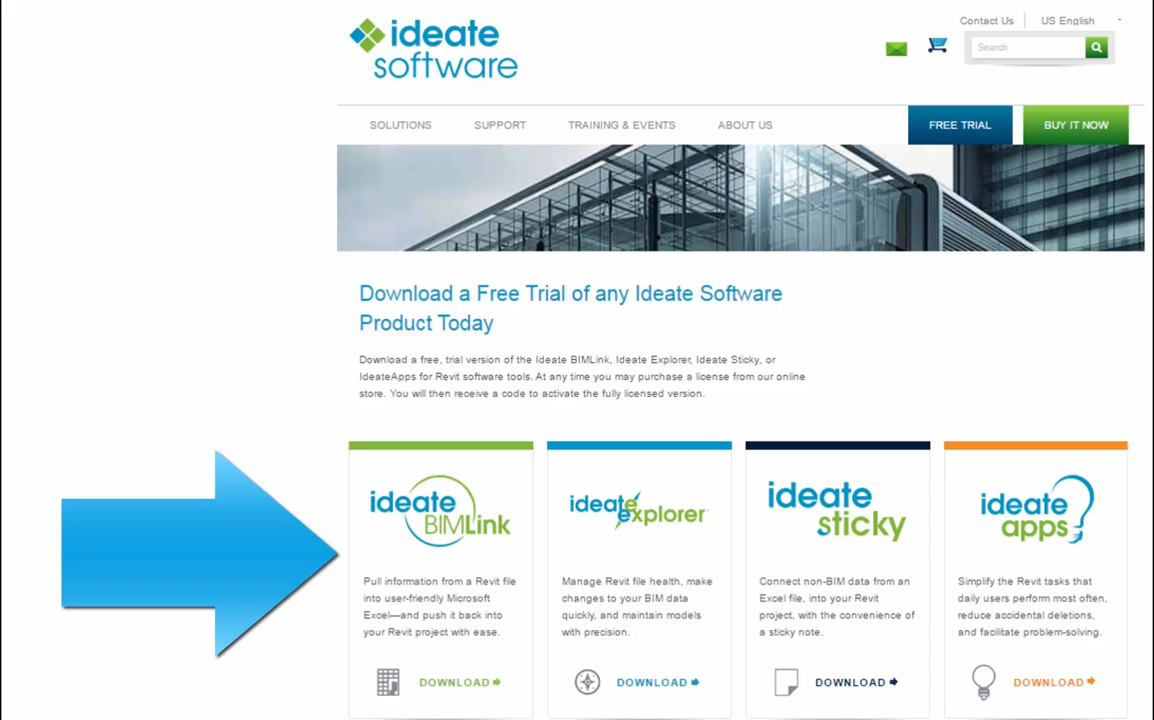 ideate
software
Contact Us
US English
Search
SOLUTIONS
SUPPORT
TRAINING & EVENTS
ABOUT US
FREE TRIAL
BUY IT NOW
Download a Free Trial of any Ideate Software
Product Today
Download a free, trial version of the Ideate BIMLink, Ideate Explorer, Ideate Sticky, or
IdeateApps for Revit software tools. At any time you may purchase a license from our online
store. You will then receive a code to activate the fully licensed version.
ideate
BIMLink
Pull information from a Revit file
into user-friendly Microsoft
Excel—and push it back into
your Revit project with ease.
DOWNLOAD
ideate
explorer
Manage Revit file health, make
changes to your BIM data
quickly, and maintain models
with precision.
DOWNLOAD
ideate
sticky
Connect non-BIM data from an
Excel file, into your Revit
project, with the convenience of
a sticky note.
DOWNLOAD
ideate
apps
Simplify the Revit tasks that
daily users perform most often,
reduce accidental deletions,
and facilitate problem-solving.
DOWNLOAD